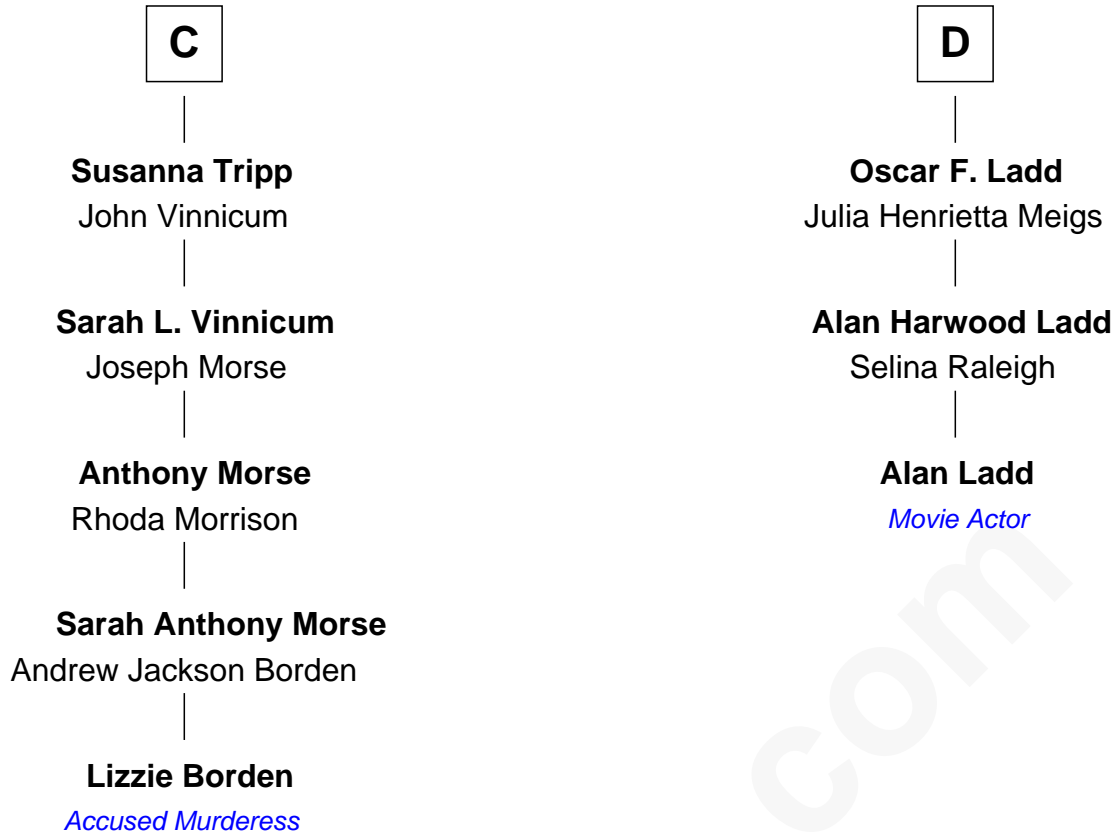 C
Susanna Tripp
John Vinnicum
Sarah L. Vinnicum
Joseph Morse
Anthony Morse
Rhoda Morrison
Sarah Anthony Morse
Andrew Jackson Borden
Lizzie Borden
Accused Murderess
D
Oscar F. Ladd
Julia Henrietta Meigs
Alan Harwood Ladd
Selina Raleigh
Alan Ladd
Movie Actor
com